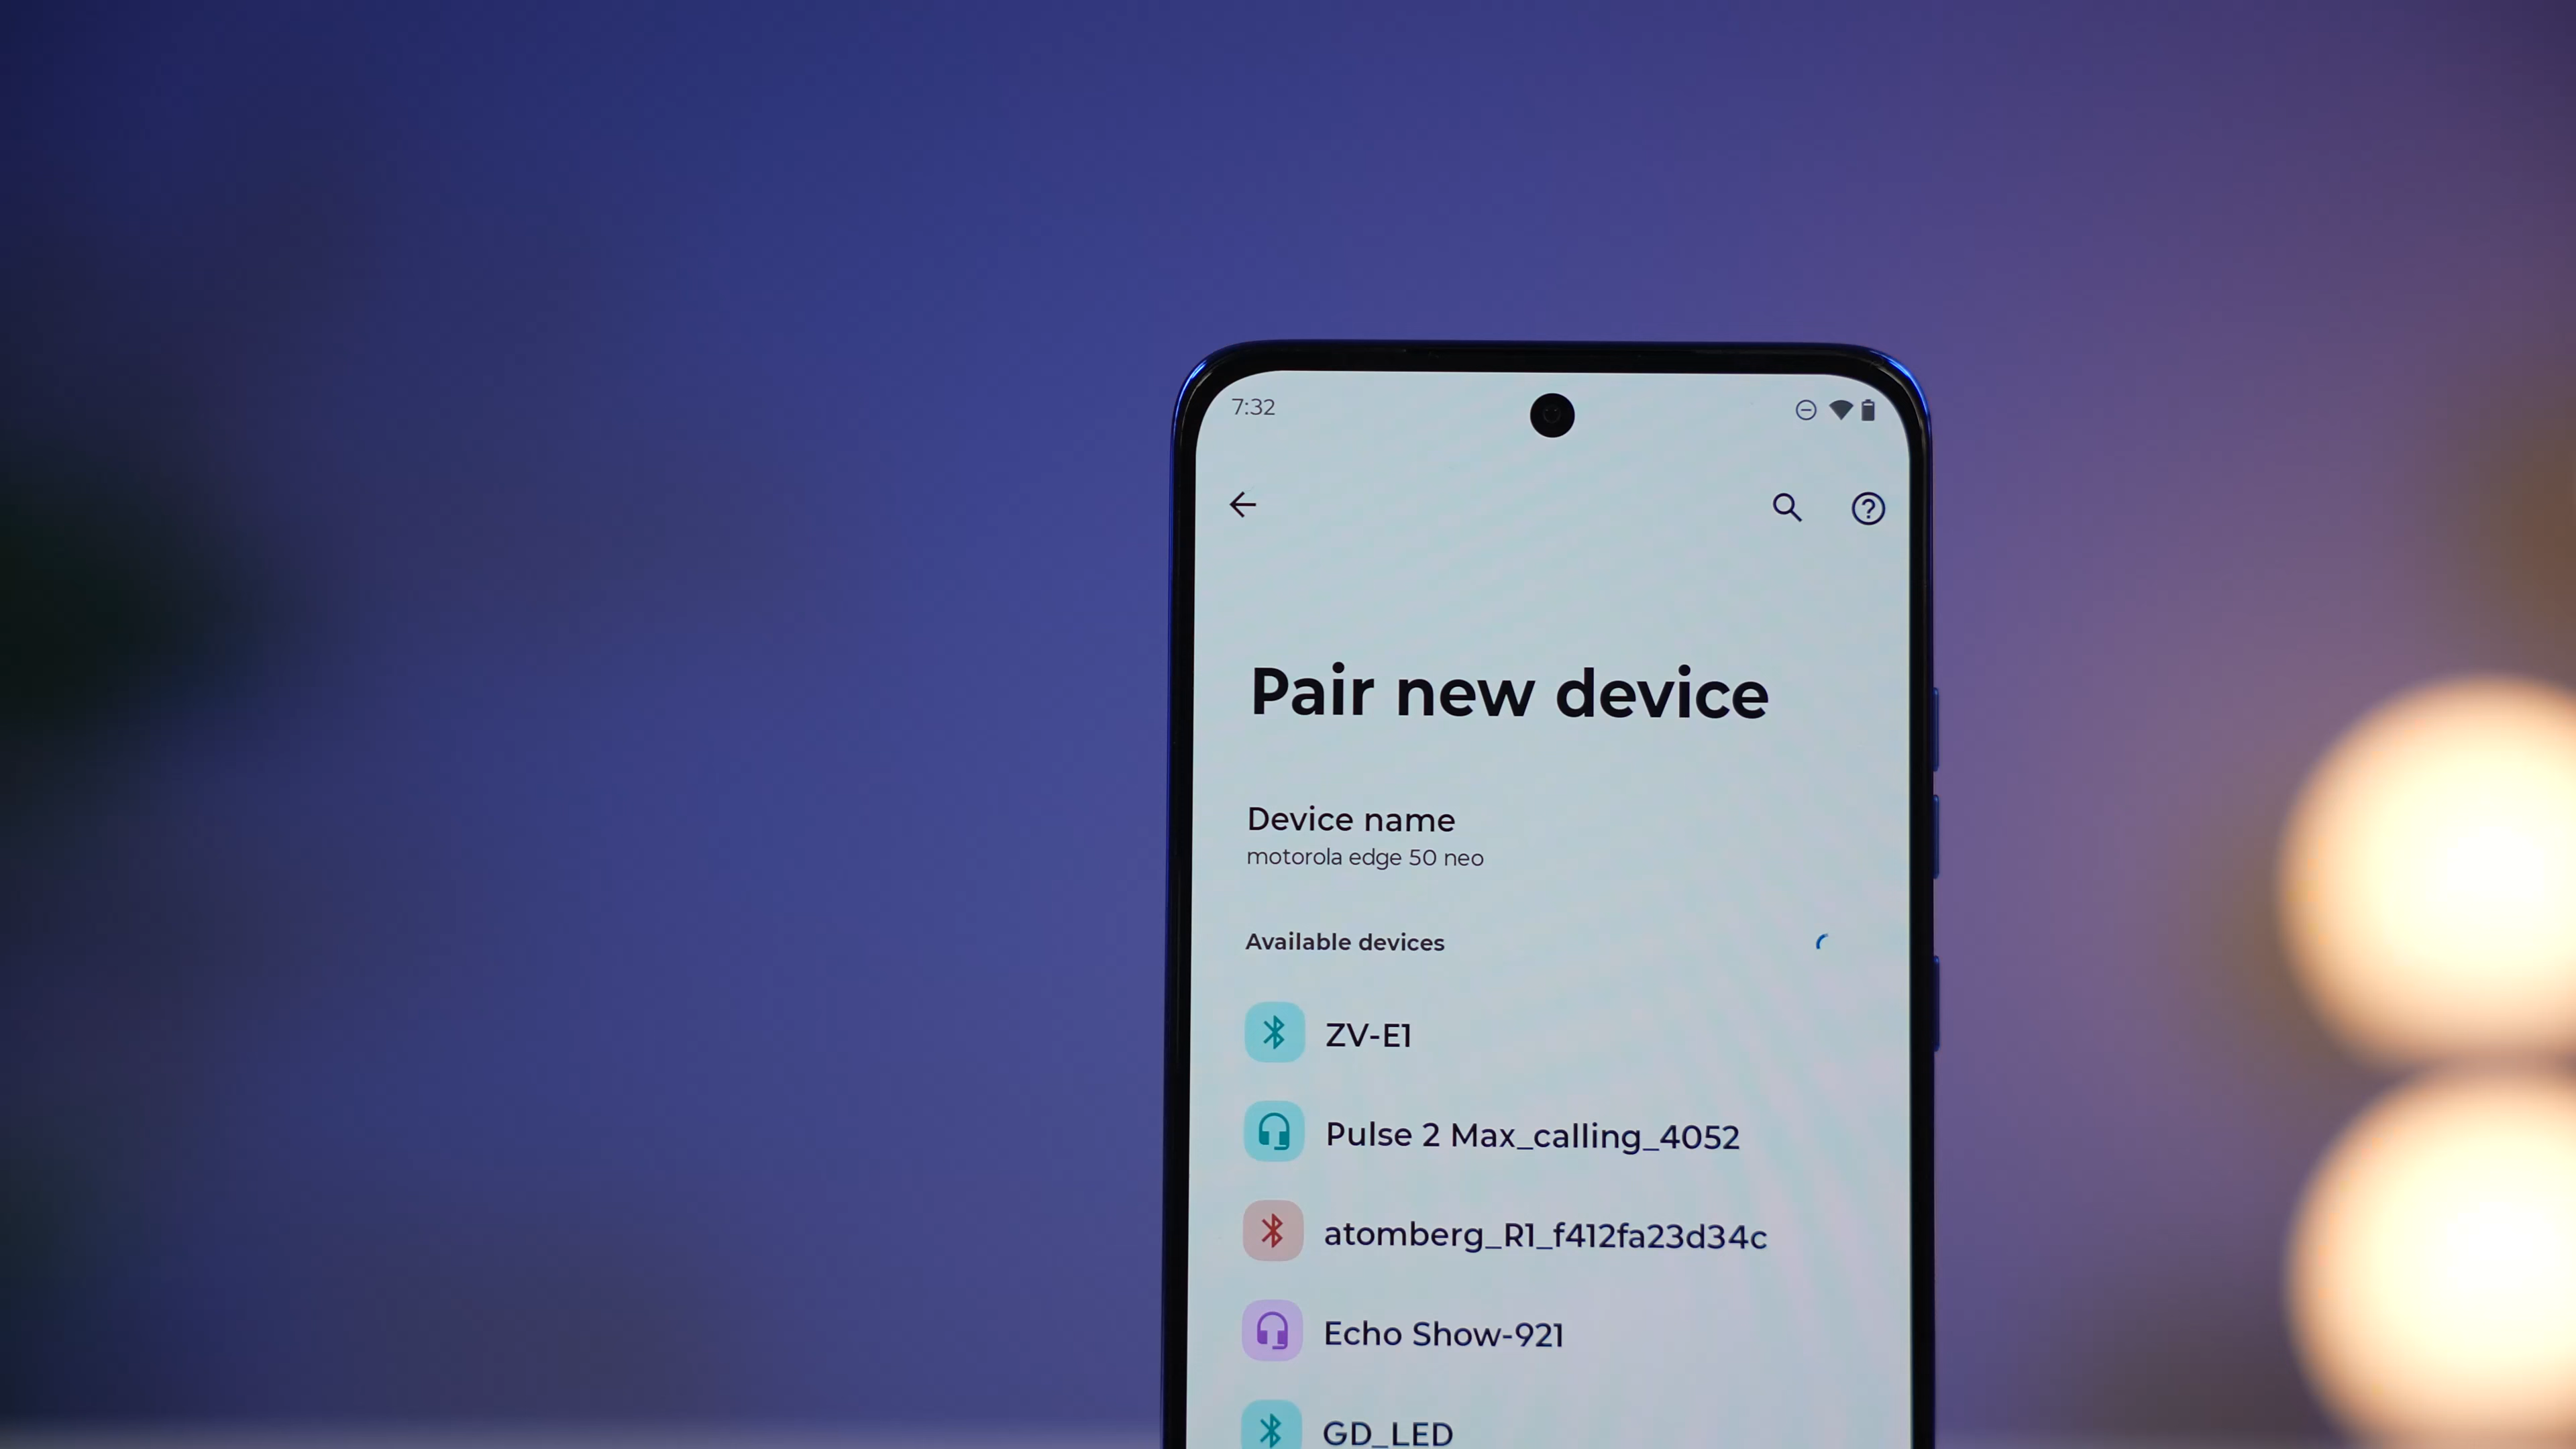 7:32
Pair new device
Device name
motorola edge 50 neo
Available devices
ZV-E1
Pulse 2 Max_calling_4052
atomberg_R1_f412fa23d34c
Echo Show-921
GD_LED